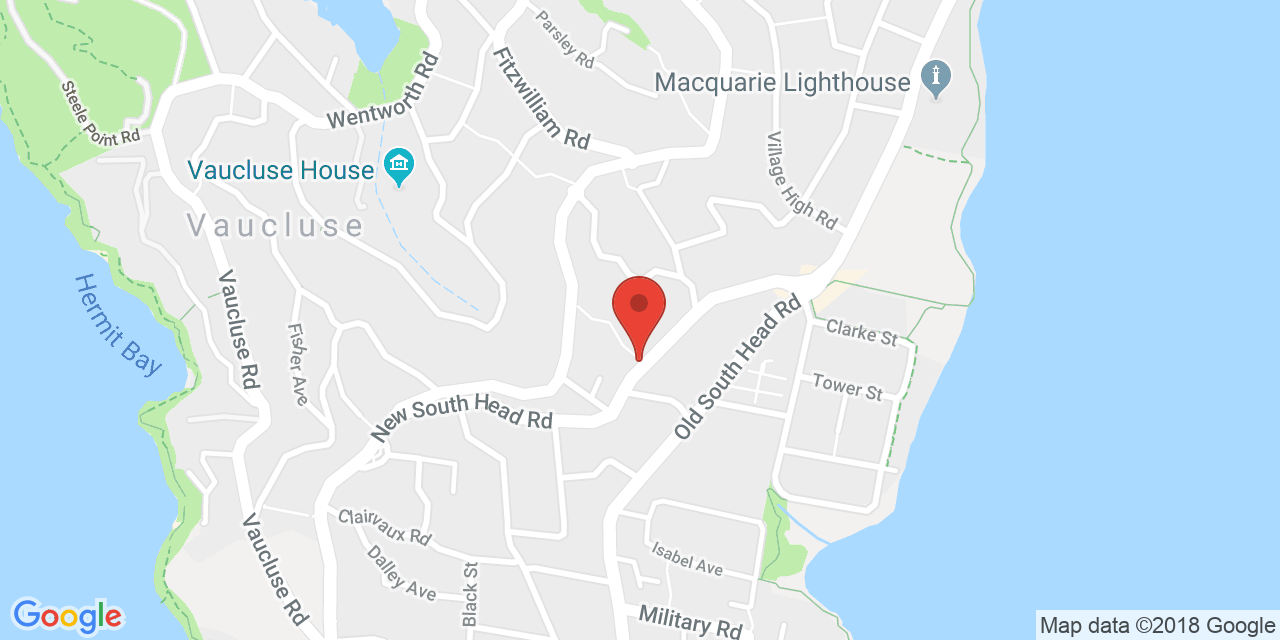 Parsley Rd
Fitzwilliam Rd
Macquarie Lighthouse
Steele Point Rd
Wentworth Rd
Village High Rd
Vaucluse House
Vaucluse
Hermit Bay
Vaucluse Rd
Fisher Ave
Old South Head Rd
Clarke St
Tower St
New South Head Rd
Clairvaux Rd
Vaucluse Rd
Dalley Ave
Black St
Isabel Ave
Military Rd
Google
Map data ©2018 Google